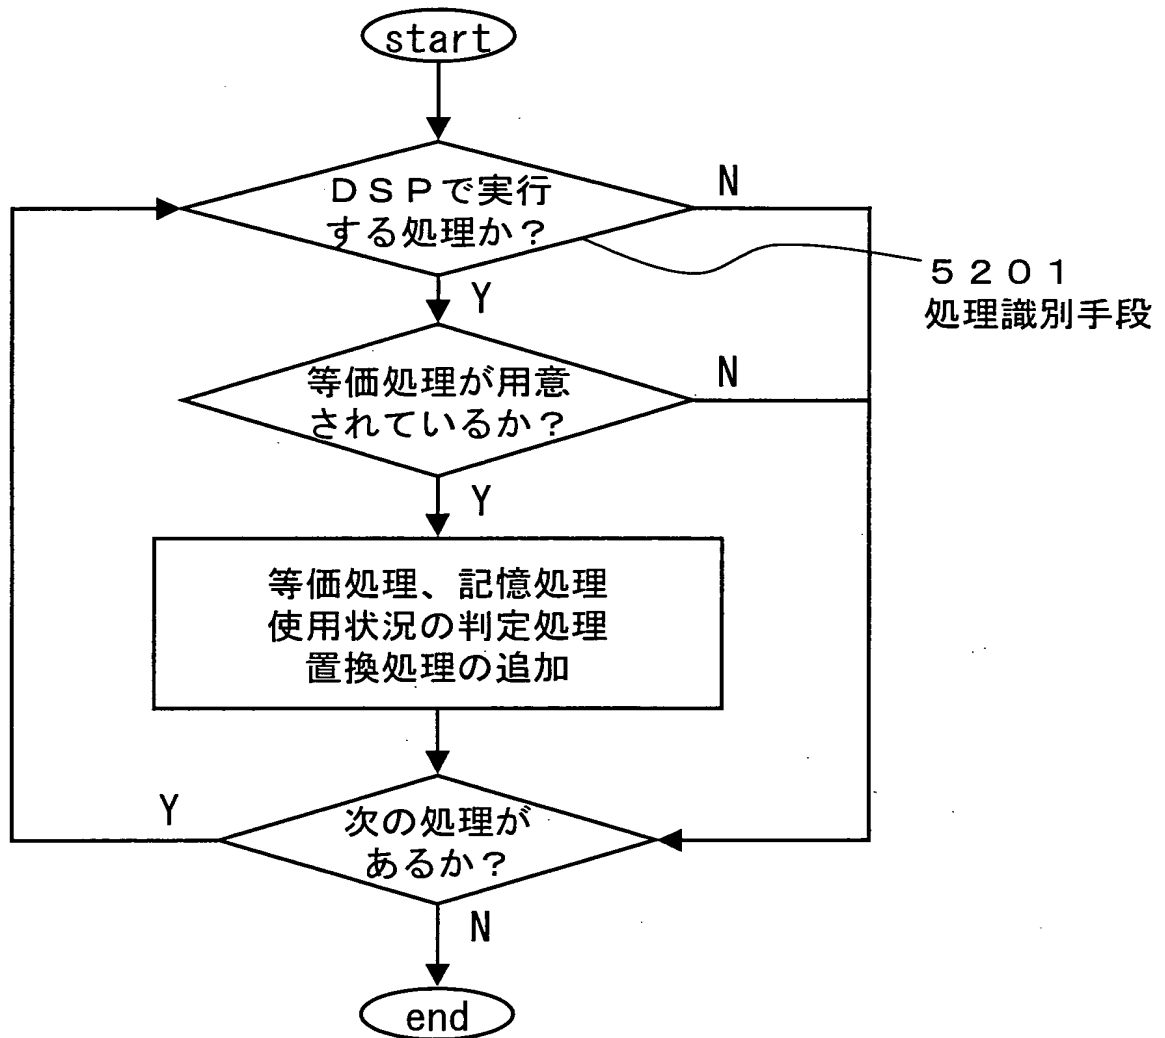 start
DSPで実行
する処理か？
N
5201
処理識別手段
Y
等価処理が用意
されているか？
N
Y
等価処理、記憶処理
使用状況の判定処理
置換処理の追加
Y
次の処理が
あるか？
N
end